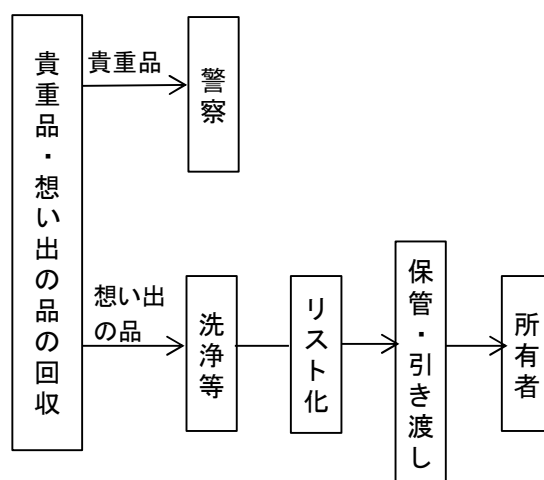 貴重品・想い出の品の回収
貴重品
警察
想い出
の品
洗浄等
リスト化
保管・引き渡し
所有者